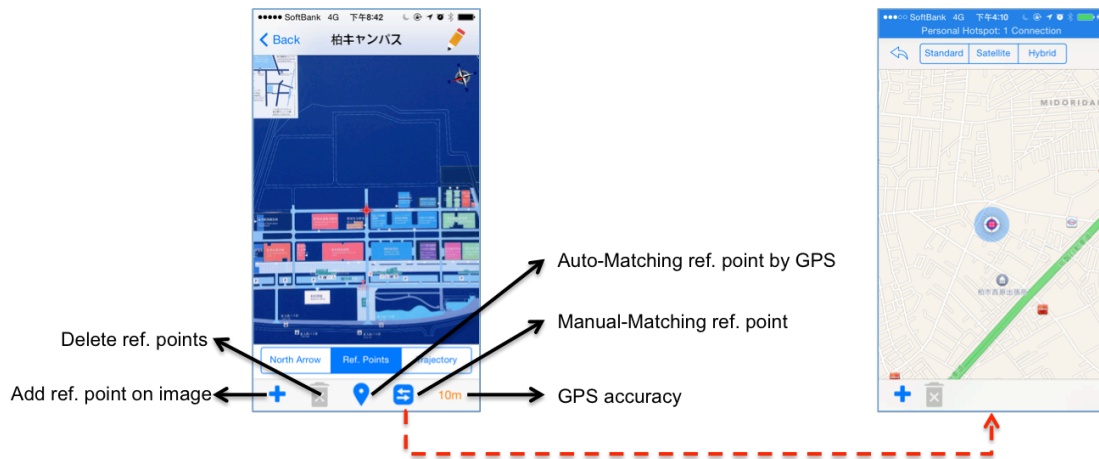 SoftBank 4G 下午8:42
Back
柏キャンパス
North Arrow
Ref. Points
Trajectory
10m
Delete ref. points
Add ref. point on image
Auto-Matching ref. point by GPS
Manual-Matching ref. point
GPS accuracy
SoftBank 4G 下午4:10
Personal Hotspot: 1 Connection
Standard
Satellite
Hybrid
MIDORIDA